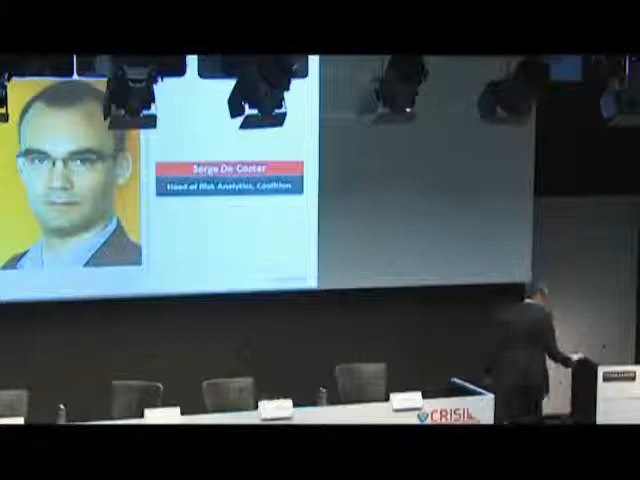 Serge De Coster
Head of Risk Analytics, Coalition
CRISIL